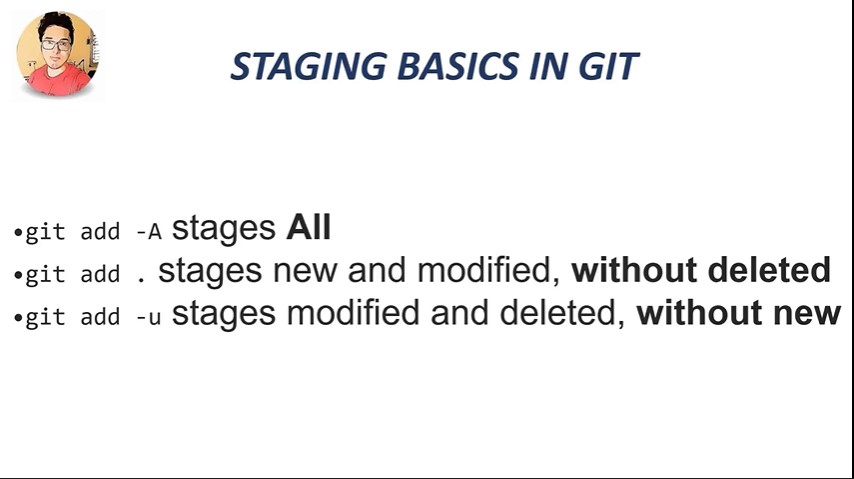 STAGING BASICS IN GIT
•git add -A stages All
•git add . stages new and modified, without deleted
•git add -u stages modified and deleted, without new